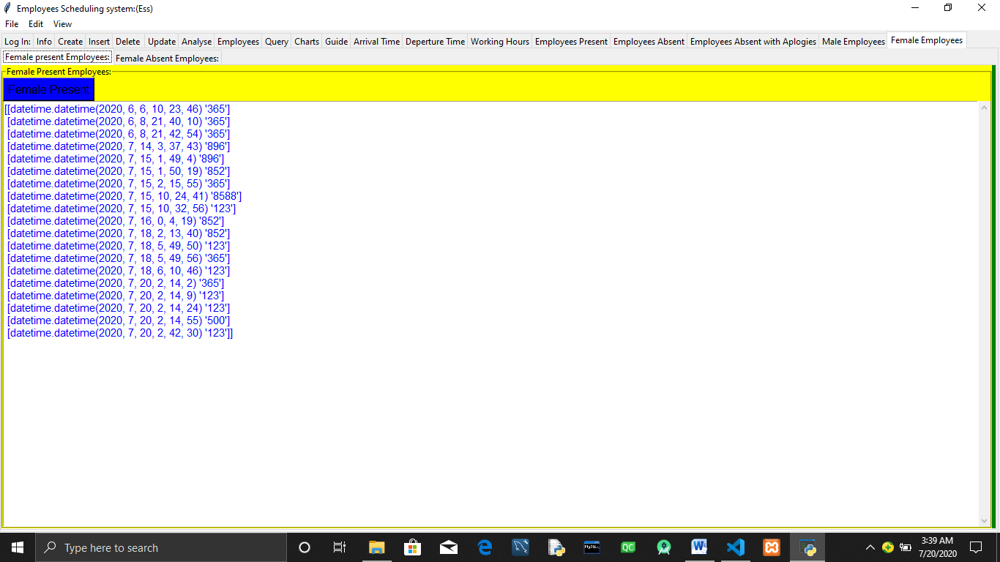 Employees Scheduling system:(Ess)
File Edit View
Log In: Info Create Insert Delete Update Analyse Employees Query Charts Guide Arrival Time Deperture Time Working Hours Employees Present Employees Absent Employees Absent with Aplogies Male Employees Female Employees
Female present Employees: Female Absent Employees:
Female Present Employees:
Female Present
[[datetime.datetime(2020, 6, 6, 10, 23, 46) '365']
[datetime.datetime(2020, 6, 8, 21, 40, 10) '365']
[datetime.datetime(2020, 6, 8, 21, 42, 54) '365']
[datetime.datetime(2020, 7, 14, 3, 37, 43) '896']
[datetime.datetime(2020, 7, 15, 1, 49, 4) '896']
[datetime.datetime(2020, 7, 15, 1, 50, 19) '852']
[datetime.datetime(2020, 7, 15, 2, 15, 55) '365']
[datetime.datetime(2020, 7, 15, 10, 24, 41) '8588']
[datetime.datetime(2020, 7, 15, 10, 32, 56) '123']
[datetime.datetime(2020, 7, 16, 0, 4, 19) '852']
[datetime.datetime(2020, 7, 18, 2, 13, 40) '852']
[datetime.datetime(2020, 7, 18, 5, 49, 50) '123']
[datetime.datetime(2020, 7, 18, 5, 49, 56) '365']
[datetime.datetime(2020, 7, 18, 6, 10, 46) '123']
[datetime.datetime(2020, 7, 20, 2, 14, 2) '365']
[datetime.datetime(2020, 7, 20, 2, 14, 9) '123']
[datetime.datetime(2020, 7, 20, 2, 14, 24) '123']
[datetime.datetime(2020, 7, 20, 2, 14, 55) '500']
[datetime.datetime(2020, 7, 20, 2, 42, 30) '123']]
Type here to search
MySQL
QC
W
3:39 AM
7/20/2020